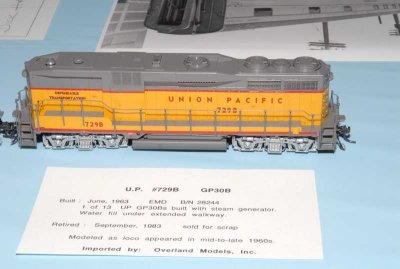 DEPENDABLE
TRANSPORTATION
UNION PACIFIC
729B
729B
U.P. #729B GP30B
Built: June, 1963 EMD B/N 28244
1 of 13 UP GP30Bs built with steam generator.
Water fill under extended walkway.
Retired: September, 1983 sold for scrap
Modeled as loco appeared in mid-to-late 1960s.
Imported by: Overland Models, Inc.